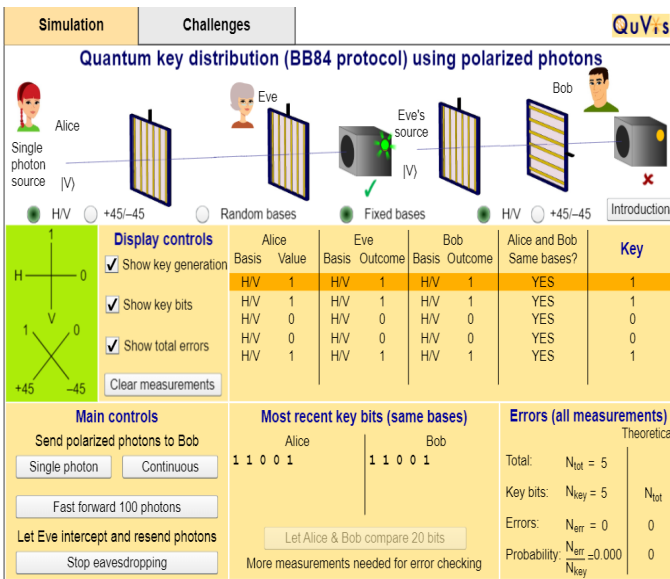 Simulation
Challenges
QuVis
Quantum key distribution (BB84 protocol) using polarized photons
Alice
Eve
Bob
Single
photon
source
|V⟩
Eve's
source
|V⟩
H/V
+45/–45
Random bases
Fixed bases
H/V
+45/–45
Introduction
1
H
0
V
1
0
+45
–45
Display controls
Show key generation
Show key bits
Show total errors
Clear measurements
Alice Eve Bob Alice and Bob Key
Basis Value Basis Outcome Basis Outcome Same bases?
H/V 1 H/V 1 H/V 1 YES 1
H/V 1 H/V 1 H/V 1 YES 1
H/V 0 H/V 0 H/V 0 YES 0
H/V 0 H/V 0 H/V 0 YES 0
H/V 1 H/V 1 H/V 1 YES 1
Main controls
Send polarized photons to Bob
Single photon
Continuous
Fast forward 100 photons
Let Eve intercept and resend photons
Stop eavesdropping
Most recent key bits (same bases)
Alice Bob
1 1 0 0 1 1 1 0 0 1
Let Alice & Bob compare 20 bits
More measurements needed for error checking
Errors (all measurements)
Theoretica
Total: Ntot = 5
Key bits: Nkey = 5 Ntot
Errors: Nerr = 0 0
Probability: Nerr/Nkey =0.000 0